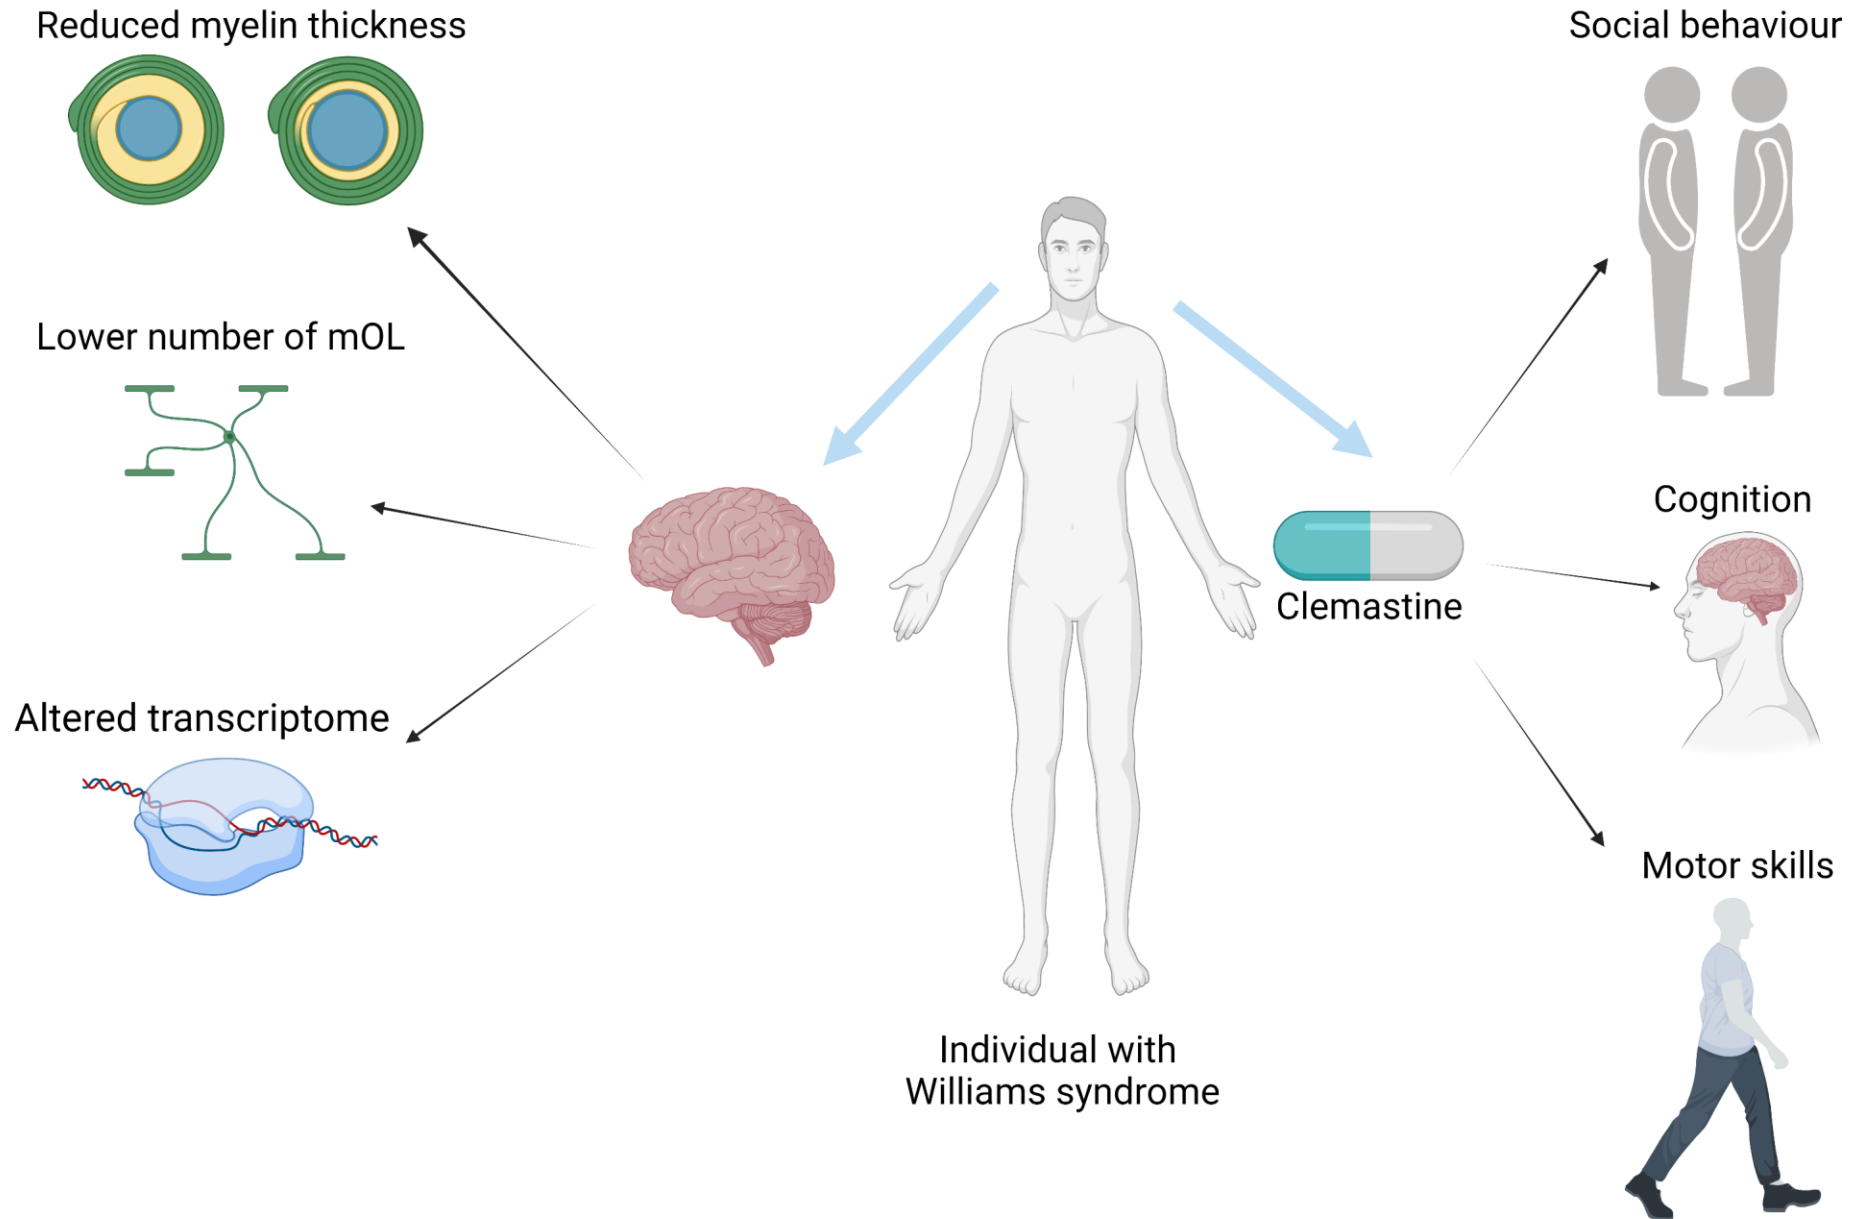 Reduced myelin thickness
Lower number of mOL
Altered transcriptome
Individual with
Williams syndrome
Clemastine
Social behaviour
Cognition
Motor skills